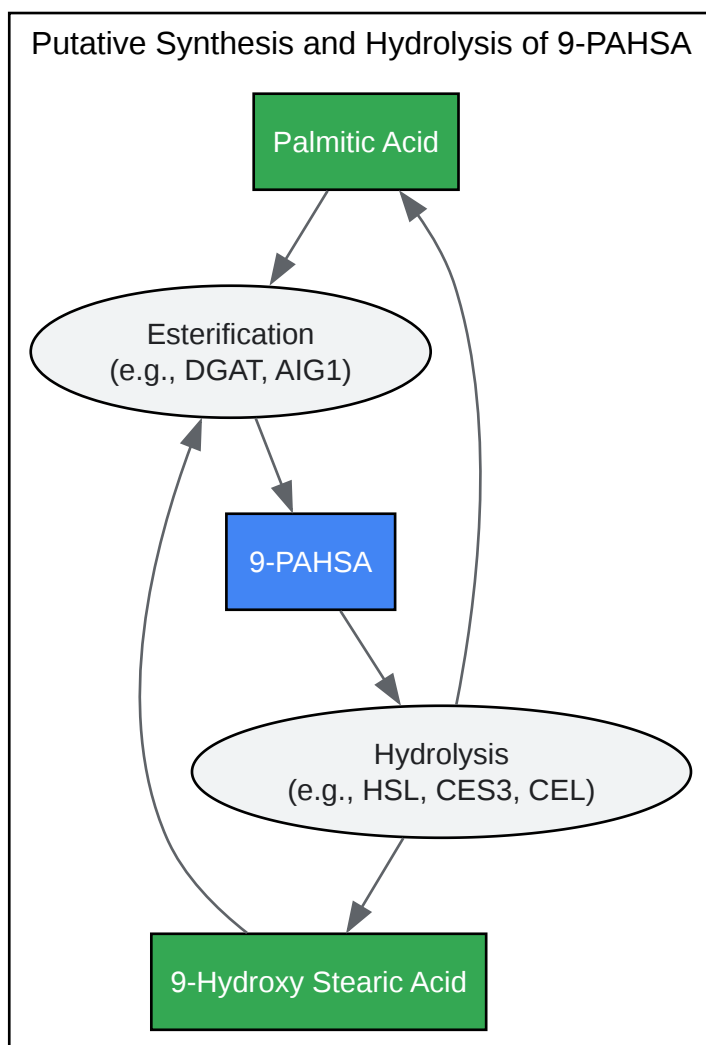 Putative Synthesis and Hydrolysis of 9-PAHSA
Palmitic Acid
Esterification
(e.g., DGAT, AIG1)
9-PAHSA
Hydrolysis
(e.g., HSL, CES3, CEL)
9-Hydroxy Stearic Acid